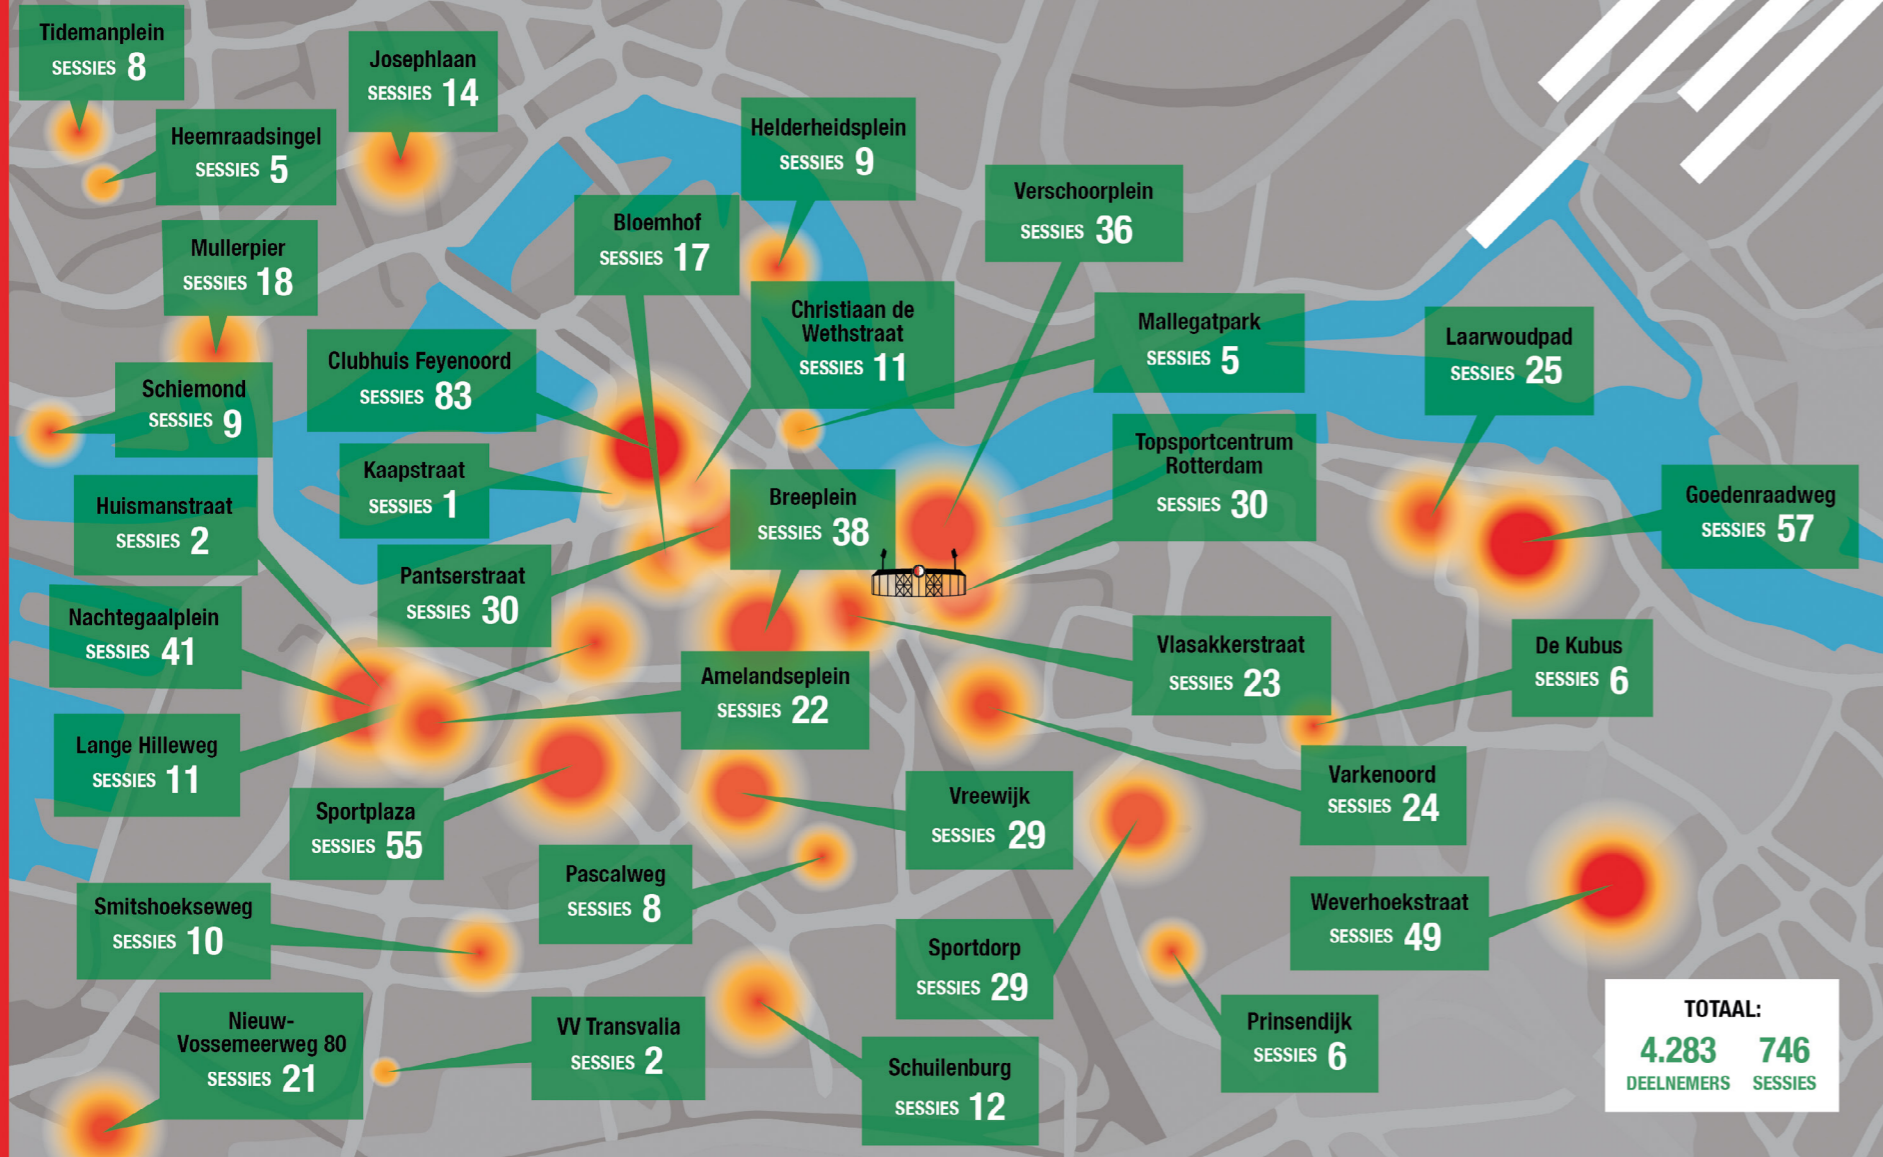 Tidemanplein
SESSIES 8
Josephlaan
SESSIES 14
Heemraadsingel
SESSIES 5
Helderheidsplein
SESSIES 9
Verschoorplein
SESSIES 36
Bloemhof
SESSIES 17
Mullerpier
SESSIES 18
Christiaan de
Wethstraat
SESSIES 11
Mallegatpark
SESSIES 5
Laarwoudpad
SESSIES 25
Clubhuis Feyenoord
SESSIES 83
Schiemond
SESSIES 9
Topsportcentrum
Rotterdam
SESSIES 30
Kaapstraat
SESSIES 1
Breeplein
SESSIES 38
Goedenraadweg
SESSIES 57
Huismanstraat
SESSIES 2
Pantserstraat
SESSIES 30
Nachtegaalplein
SESSIES 41
Vlasakkerstraat
SESSIES 23
De Kubus
SESSIES 6
Amelandseplein
SESSIES 22
Lange Hilleweg
SESSIES 11
Varkenoord
SESSIES 24
Sportplaza
SESSIES 55
Vreewijk
SESSIES 29
Pascalweg
SESSIES 8
Weverhoekstraat
SESSIES 49
Smitshoekseweg
SESSIES 10
Sportdorp
SESSIES 29
Nieuw-
Vossemeerweg 80
SESSIES 21
VV Transvalia
SESSIES 2
Prinsendijk
SESSIES 6
Schuilenburg
SESSIES 12
TOTAAL:
4.283 746
DEELNEMERS SESSIES